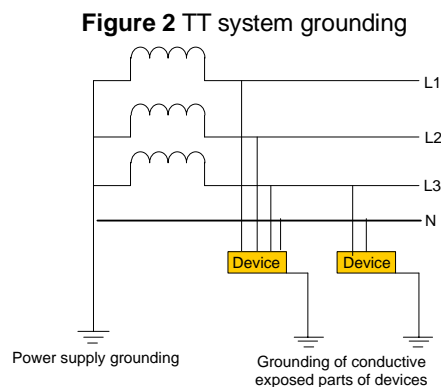 Figure 2 TT system grounding
L1
L2
L3
N
Device Device
Power supply grounding
Grounding of conductive
exposed parts of devices